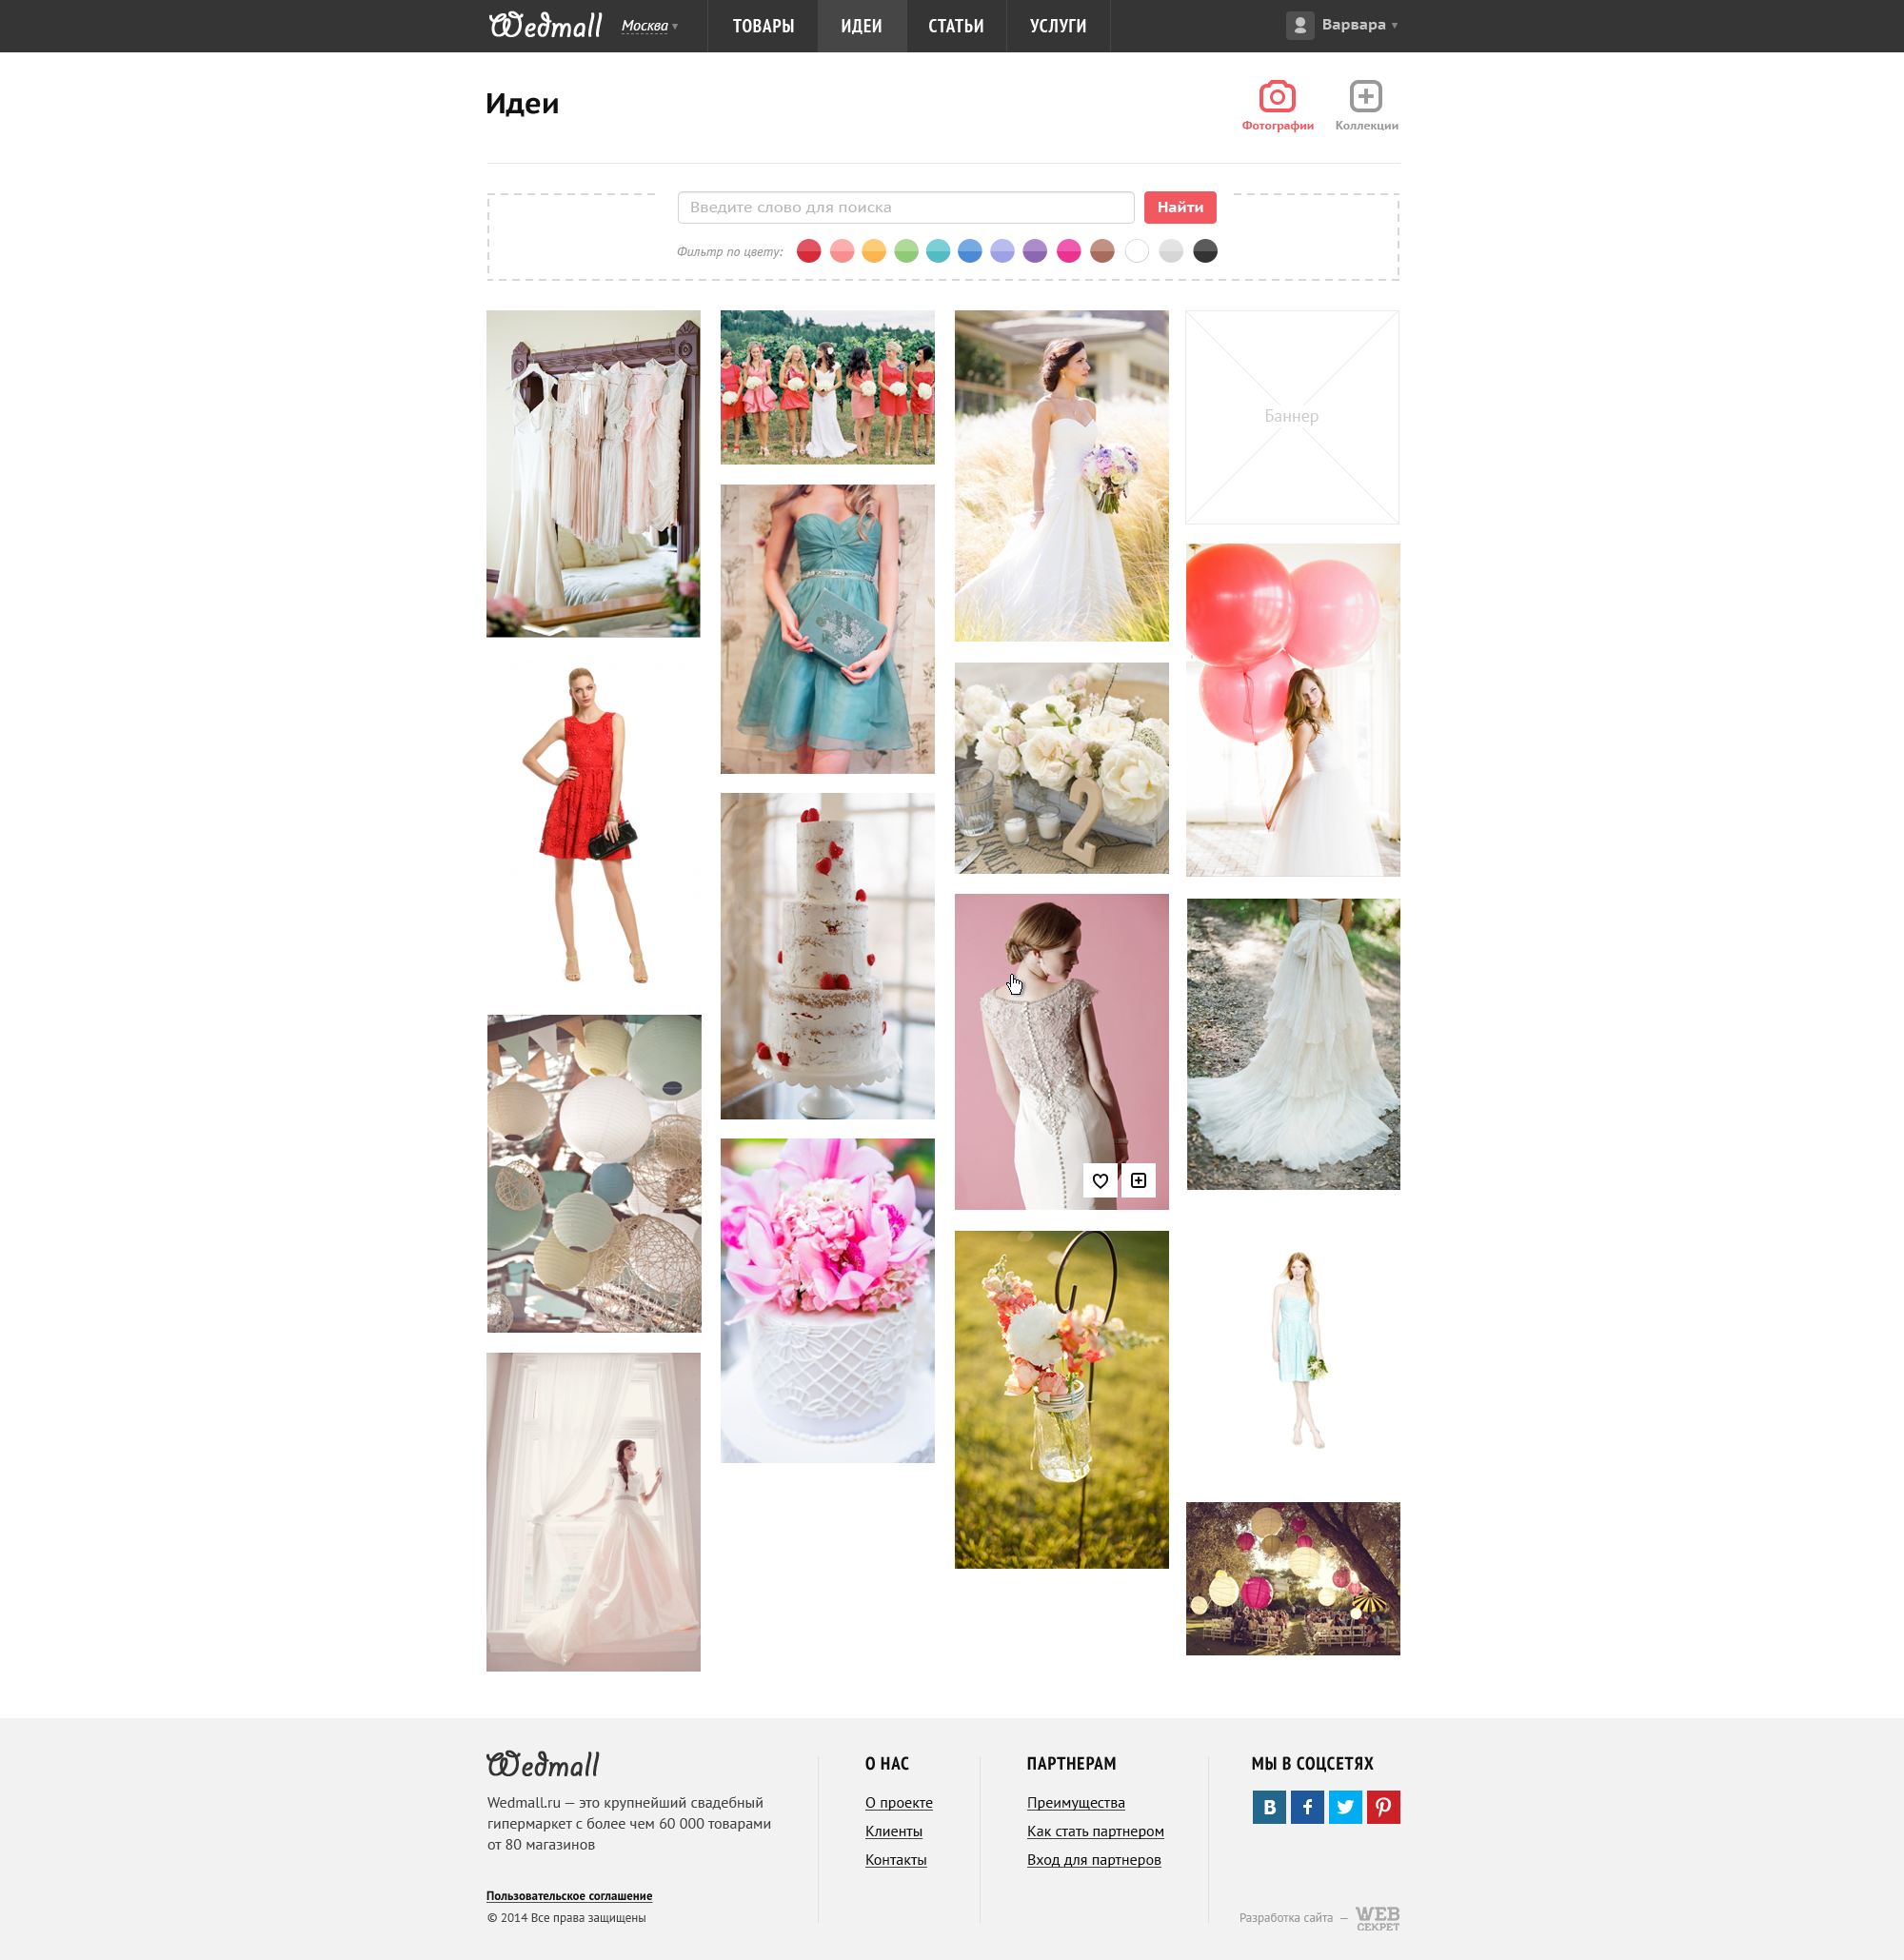 Wedmall
Москва ▾
ТОВАРЫ
ИДЕИ
СТАТЬИ
УСЛУГИ
Варвара ▾
Идеи
Фотографии
Коллекции
Введите слово для поиска
Найти
Фильтр по цвету:
Баннер
2
Wedmall
Wedmall.ru — это крупнейший свадебный
гипермаркет с более чем 60 000 товарами
от 80 магазинов
Пользовательское соглашение
© 2014 Все права защищены
О НАС
О проекте
Клиенты
Контакты
ПАРТНЕРАМ
Преимущества
Как стать партнером
Вход для партнеров
МЫ В СОЦСЕТЯХ
Разработка сайта — WEB
СЕКРЕТ